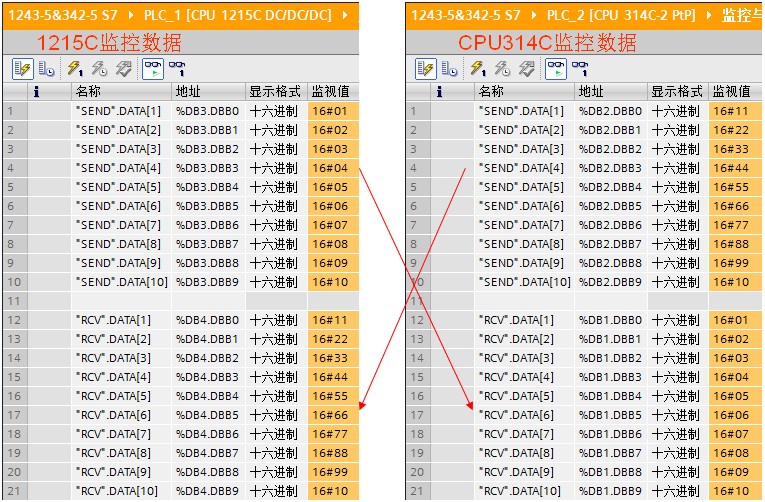 1243-5&342-5 S7 ▸ PLC_1 [CPU 1215C DC/DC/DC] ▸
1215C监控数据
i 名称 地址 显示格式 监视值
1 "SEND".DATA[1] %DB3.DBB0 十六进制 16#01
2 "SEND".DATA[2] %DB3.DBB1 十六进制 16#02
3 "SEND".DATA[3] %DB3.DBB2 十六进制 16#03
4 "SEND".DATA[4] %DB3.DBB3 十六进制 16#04
5 "SEND".DATA[5] %DB3.DBB4 十六进制 16#05
6 "SEND".DATA[6] %DB3.DBB5 十六进制 16#06
7 "SEND".DATA[7] %DB3.DBB6 十六进制 16#07
8 "SEND".DATA[8] %DB3.DBB7 十六进制 16#08
9 "SEND".DATA[9] %DB3.DBB8 十六进制 16#09
10 "SEND".DATA[10] %DB3.DBB9 十六进制 16#10
11
12 "RCV".DATA[1] %DB4.DBB0 十六进制 16#11
13 "RCV".DATA[2] %DB4.DBB1 十六进制 16#22
14 "RCV".DATA[3] %DB4.DBB2 十六进制 16#33
15 "RCV".DATA[4] %DB4.DBB3 十六进制 16#44
16 "RCV".DATA[5] %DB4.DBB4 十六进制 16#55
17 "RCV".DATA[6] %DB4.DBB5 十六进制 16#66
18 "RCV".DATA[7] %DB4.DBB6 十六进制 16#77
19 "RCV".DATA[8] %DB4.DBB7 十六进制 16#88
20 "RCV".DATA[9] %DB4.DBB8 十六进制 16#99
21 "RCV".DATA[10] %DB4.DBB9 十六进制 16#10
1243-5&342-5 S7 ▸ PLC_2 [CPU 314C-2 PtP] ▸ 监控与
CPU314C监控数据
i 名称 地址 显示格式 监视值
1 "SEND".DATA[1] %DB2.DBB0 十六进制 16#11
2 "SEND".DATA[2] %DB2.DBB1 十六进制 16#22
3 "SEND".DATA[3] %DB2.DBB2 十六进制 16#33
4 "SEND".DATA[4] %DB2.DBB3 十六进制 16#44
5 "SEND".DATA[5] %DB2.DBB4 十六进制 16#55
6 "SEND".DATA[6] %DB2.DBB5 十六进制 16#66
7 "SEND".DATA[7] %DB2.DBB6 十六进制 16#77
8 "SEND".DATA[8] %DB2.DBB7 十六进制 16#88
9 "SEND".DATA[9] %DB2.DBB8 十六进制 16#99
10 "SEND".DATA[10] %DB2.DBB9 十六进制 16#10
11
12 "RCV".DATA[1] %DB1.DBB0 十六进制 16#01
13 "RCV".DATA[2] %DB1.DBB1 十六进制 16#02
14 "RCV".DATA[3] %DB1.DBB2 十六进制 16#03
15 "RCV".DATA[4] %DB1.DBB3 十六进制 16#04
16 "RCV".DATA[5] %DB1.DBB4 十六进制 16#05
17 "RCV".DATA[6] %DB1.DBB5 十六进制 16#06
18 "RCV".DATA[7] %DB1.DBB6 十六进制 16#07
19 "RCV".DATA[8] %DB1.DBB7 十六进制 16#08
20 "RCV".DATA[9] %DB1.DBB8 十六进制 16#09
21 "RCV".DATA[10] %DB1.DBB9 十六进制 16#10